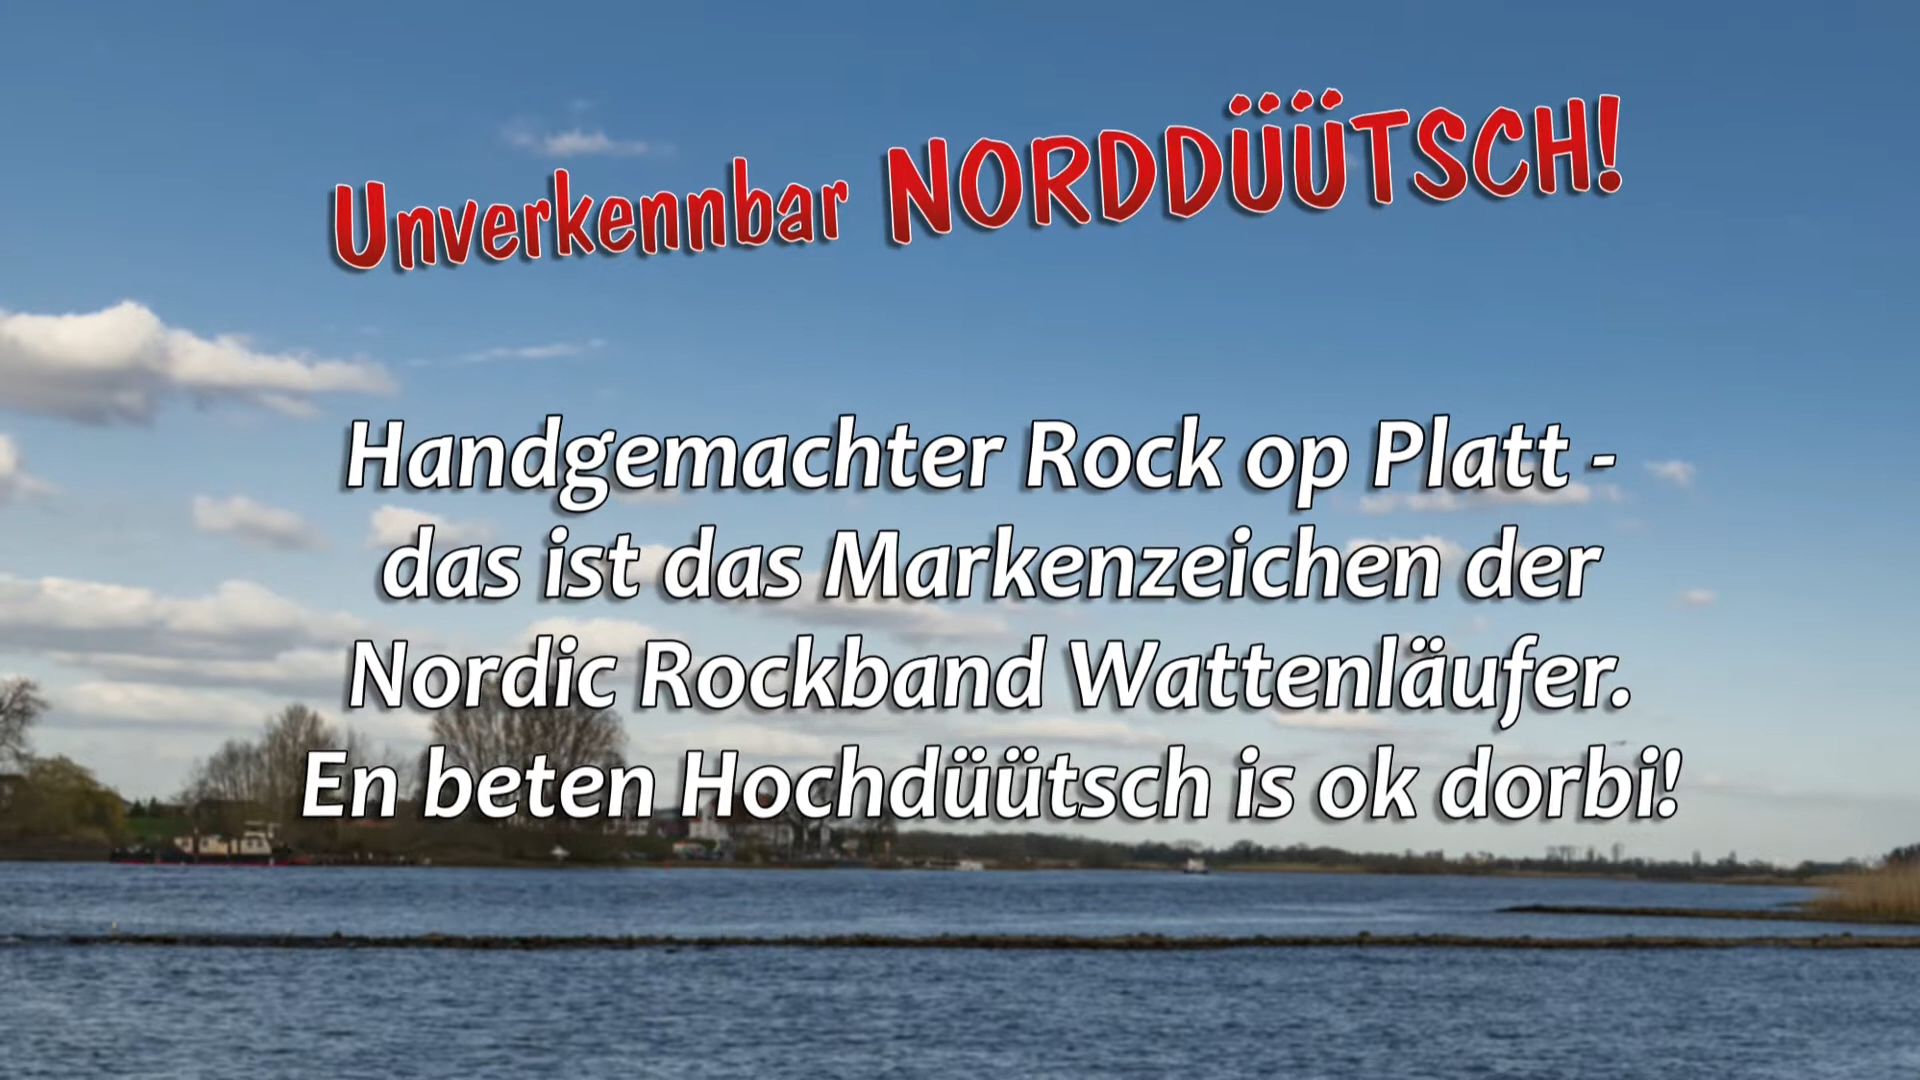 Unverkennbar NORDDÜÜTSCH!
Handgemachter Rock op Platt -
das ist das Markenzeichen der
Nordic Rockband Wattenläufer.
En beten Hochdüütsch is ok dorbi!